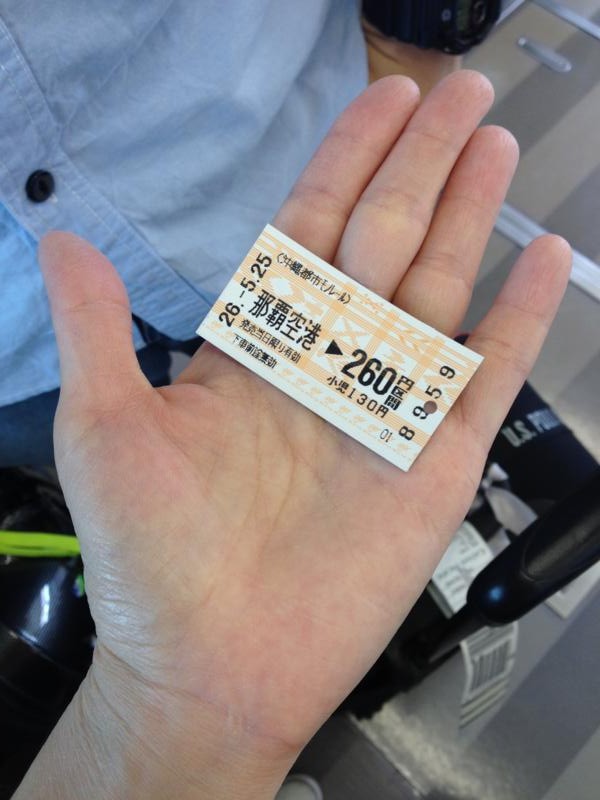 26.-5.25
(沖縄都市モノレール)
那覇空港 ▶ 260円区間
発売当日限り有効
小児130円
下車前途無効
01
8959
U.S. PO